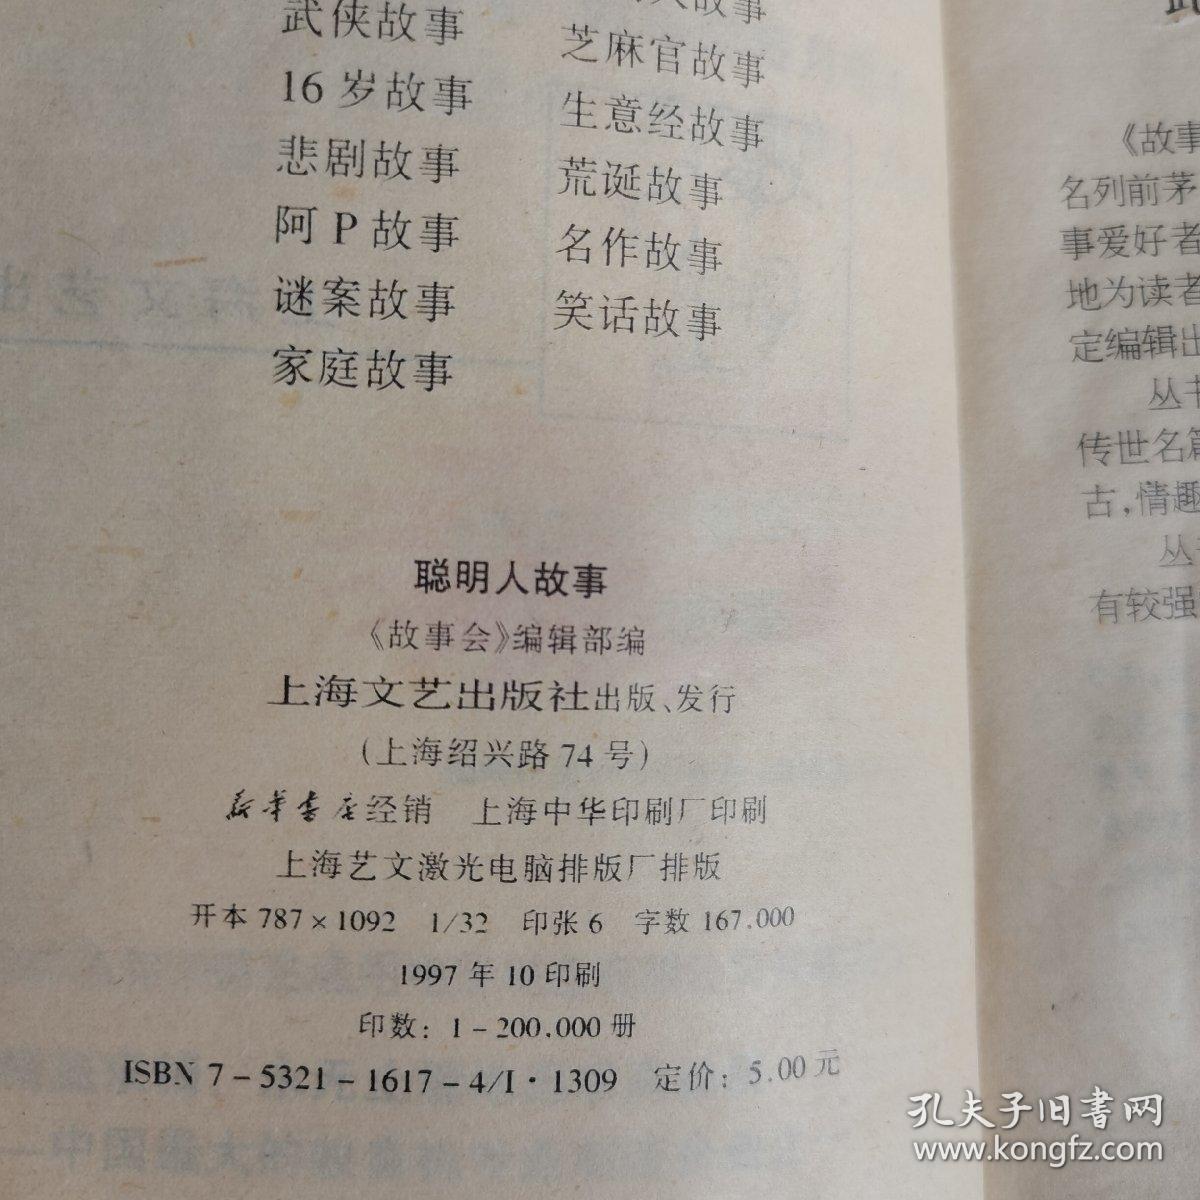 武侠故事
16岁故事
悲剧故事
阿P故事
谜案故事
家庭故事
故事
芝麻官故事
生意经故事
荒诞故事
名作故事
笑话故事
聪明人故事
《故事会》编辑部编
上海文艺出版社出版、发行
(上海绍兴路74号)
新华书店经销 上海中华印刷厂印刷
上海艺文激光电脑排版厂排版
开本787×1092 1/32 印张6 字数167.000
1997年10印刷
印数: 1-200.000册
ISBN 7-5321-1617-4/I·1309 定价: 5.00元
《故事
名列前茅
事爱好者
地为读者
定编辑出
丛书
传世名篇
古,情趣
丛
有较强
孔夫子旧书网
www.kongfz.com